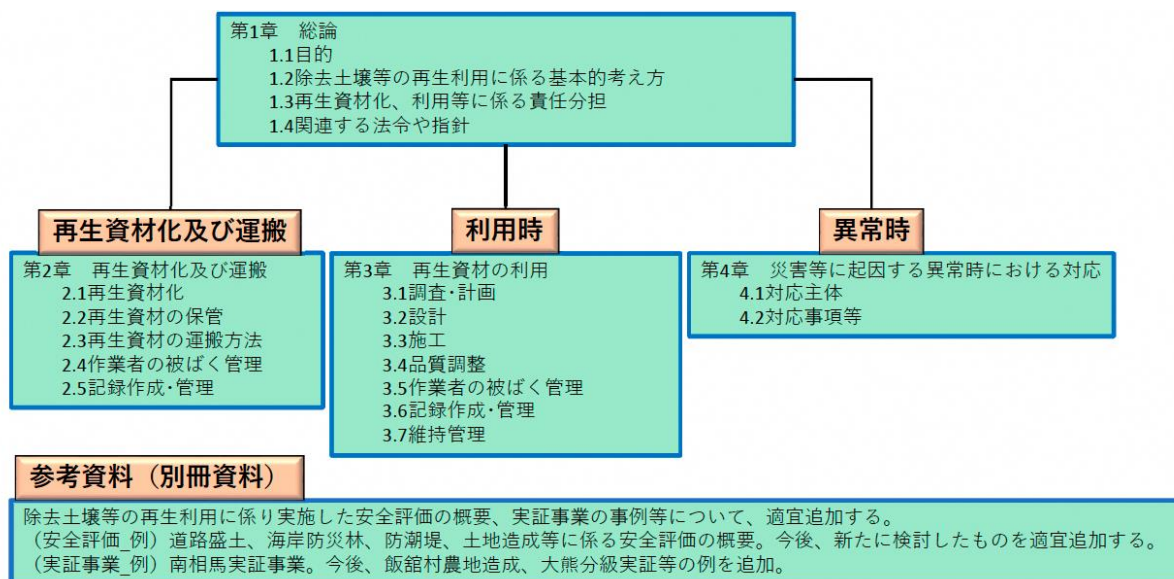 第1章　総論
1.1目的
1.2除去土壌等の再生利用に係る基本的考え方
1.3再生資材化、利用等に係る責任分担
1.4関連する法令や指針
再生資材化及び運搬
第2章　再生資材化及び運搬
2.1再生資材化
2.2再生資材の保管
2.3再生資材の運搬方法
2.4作業者の被ばく管理
2.5記録作成･管理
利用時
第3章　再生資材の利用
3.1調査･計画
3.2設計
3.3施工
3.4品質調整
3.5作業者の被ばく管理
3.6記録作成･管理
3.7維持管理
異常時
第4章　災害等に起因する異常時における対応
4.1対応主体
4.2対応事項等
参考資料（別冊資料）
除去土壌等の再生利用に係り実施した安全評価の概要、実証事業の事例等について、適宜追加する。
（安全評価_例）道路盛土、海岸防災林、防潮堤、土地造成等に係る安全評価の概要。今後、新たに検討したものを適宜追加する。
（実証事業_例）南相馬実証事業。今後、飯舘村農地造成、大熊分級実証等の例を追加。